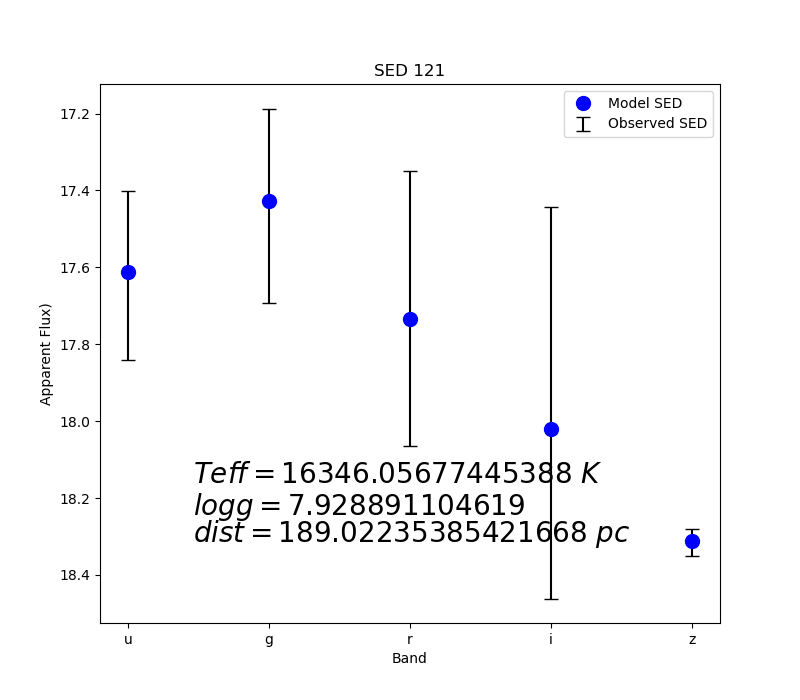 SED 121
Model SED
Observed SED
17.2
17.4
17.6
17.8
18.0
18.2
18.4
Apparent Flux)
Teff = 16346.05677445388 K
logg = 7.928891104619
dist = 189.02235385421668 pc
u g r i z
Band